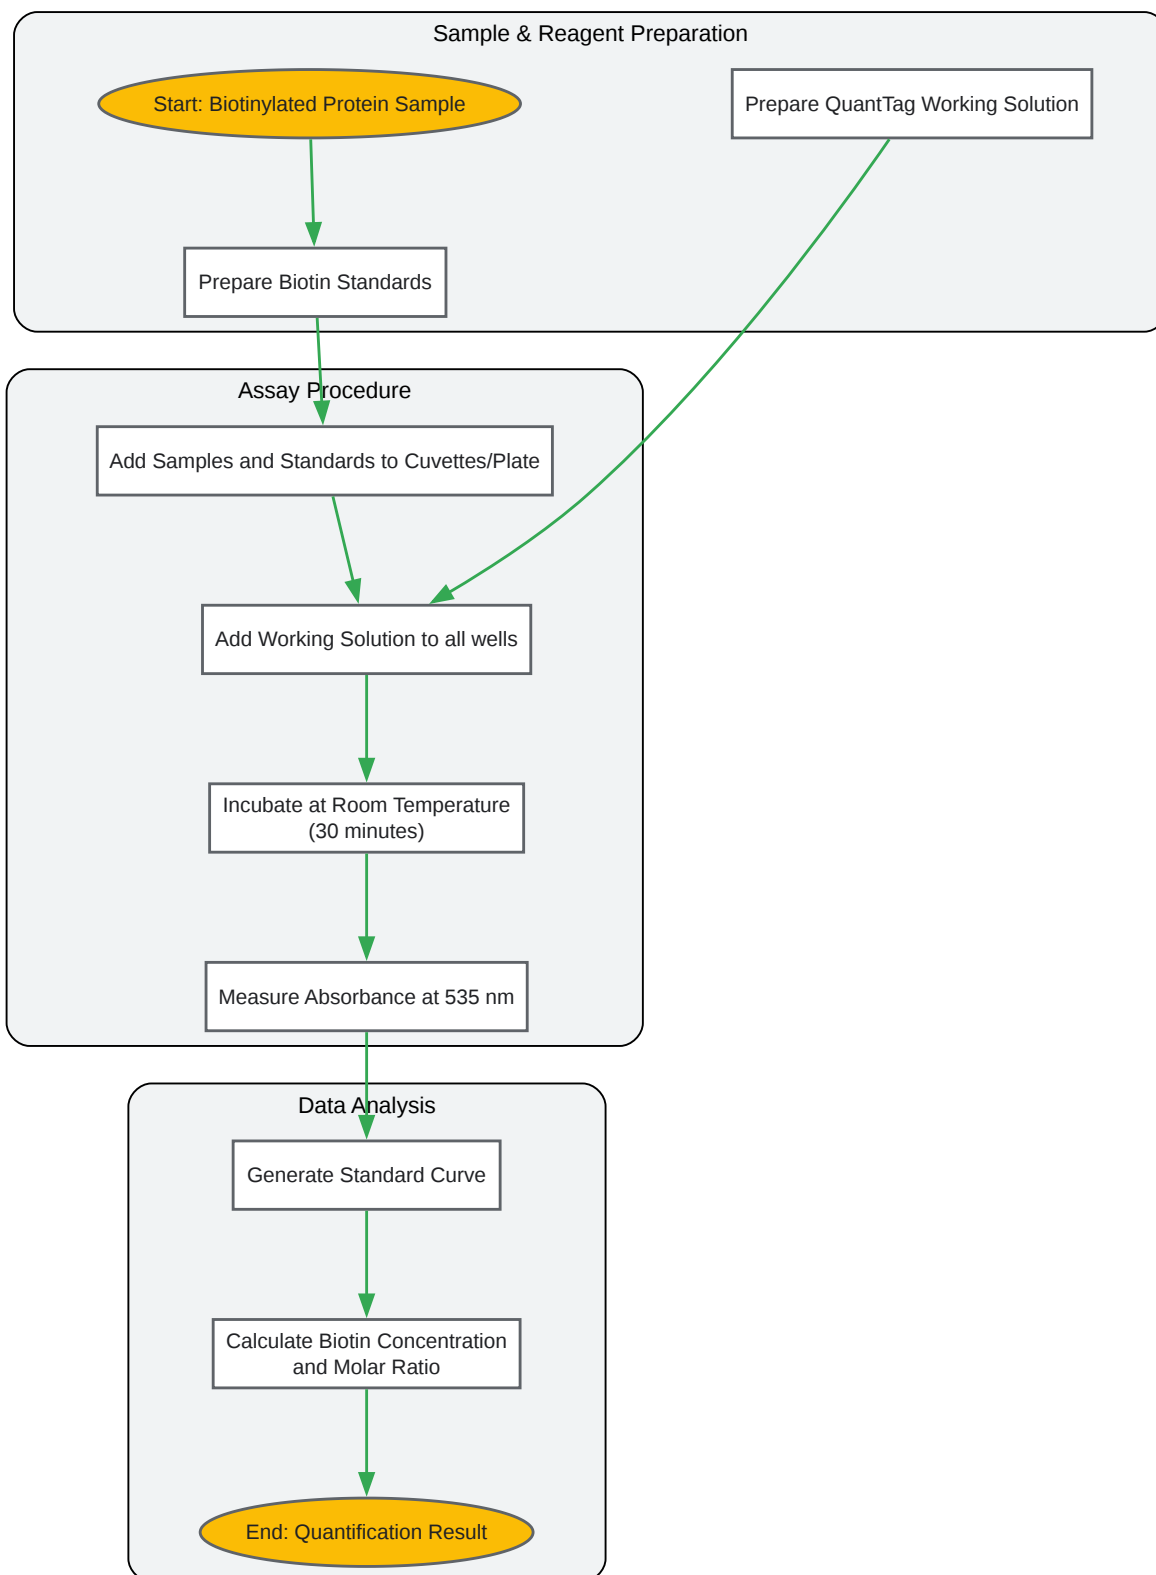 Sample & Reagent Preparation
Start: Biotinylated Protein Sample
Prepare QuantTag Working Solution
Prepare Biotin Standards
Assay Procedure
Add Samples and Standards to Cuvettes/Plate
Add Working Solution to all wells
Incubate at Room Temperature
(30 minutes)
Measure Absorbance at 535 nm
Data Analysis
Generate Standard Curve
Calculate Biotin Concentration
and Molar Ratio
End: Quantification Result